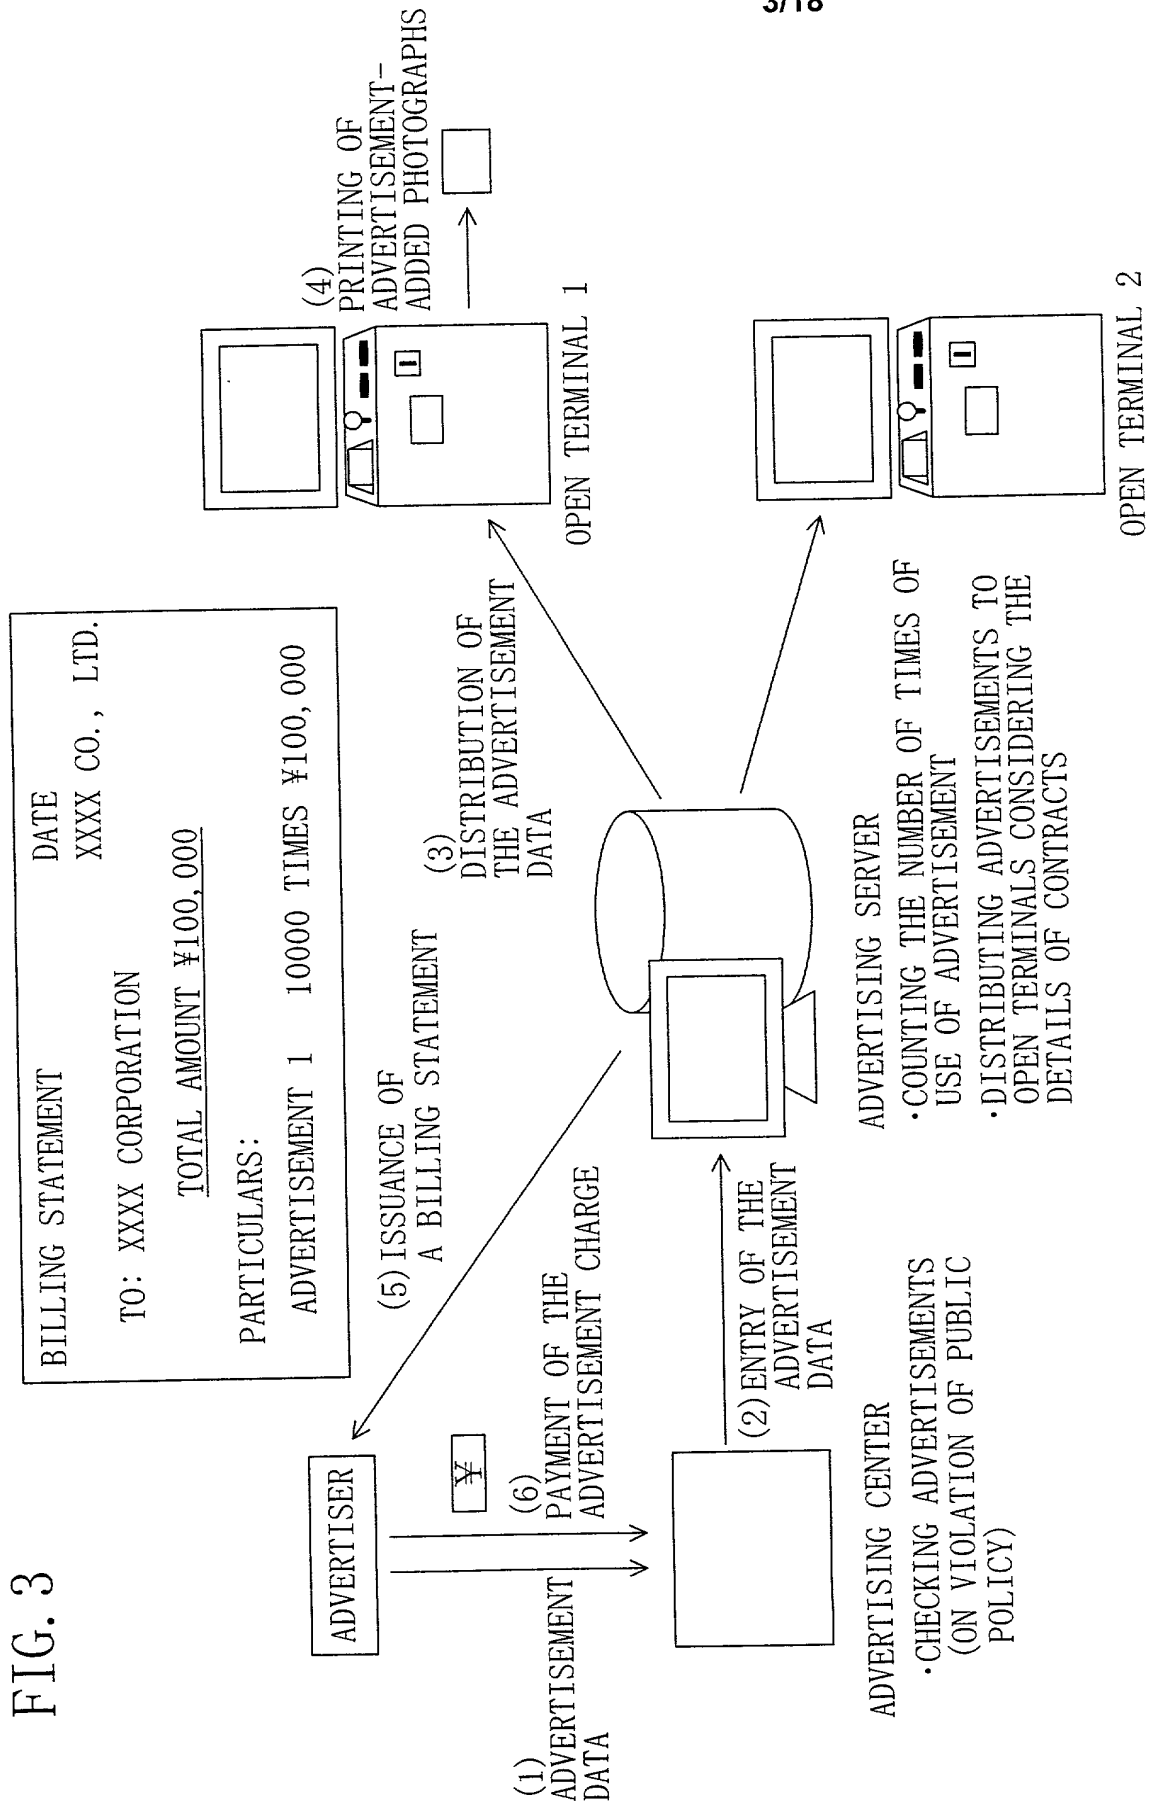 3/18
FIG. 3
BILLING STATEMENT DATE
XXXX CO., LTD.
TO: XXXX CORPORATION
TOTAL AMOUNT ¥100,000
PARTICULARS:
ADVERTISEMENT 1 10000 TIMES ¥100,000
ADVERTISER
(1)
ADVERTISEMENT
DATA
¥
(6)
PAYMENT OF THE
ADVERTISEMENT CHARGE
(5) ISSUANCE OF
A BILLING STATEMENT
(2) ENTRY OF THE
ADVERTISEMENT
DATA
(3)
DISTRIBUTION OF
THE ADVERTISEMENT
DATA
(4)
PRINTING OF
ADVERTISEMENT-
ADDED PHOTOGRAPHS
OPEN TERMINAL 1
OPEN TERMINAL 2
ADVERTISING CENTER
·CHECKING ADVERTISEMENTS
(ON VIOLATION OF PUBLIC
POLICY)
ADVERTISING SERVER
·COUNTING THE NUMBER OF TIMES OF
USE OF ADVERTISEMENT
·DISTRIBUTING ADVERTISEMENTS TO
OPEN TERMINALS CONSIDERING THE
DETAILS OF CONTRACTS